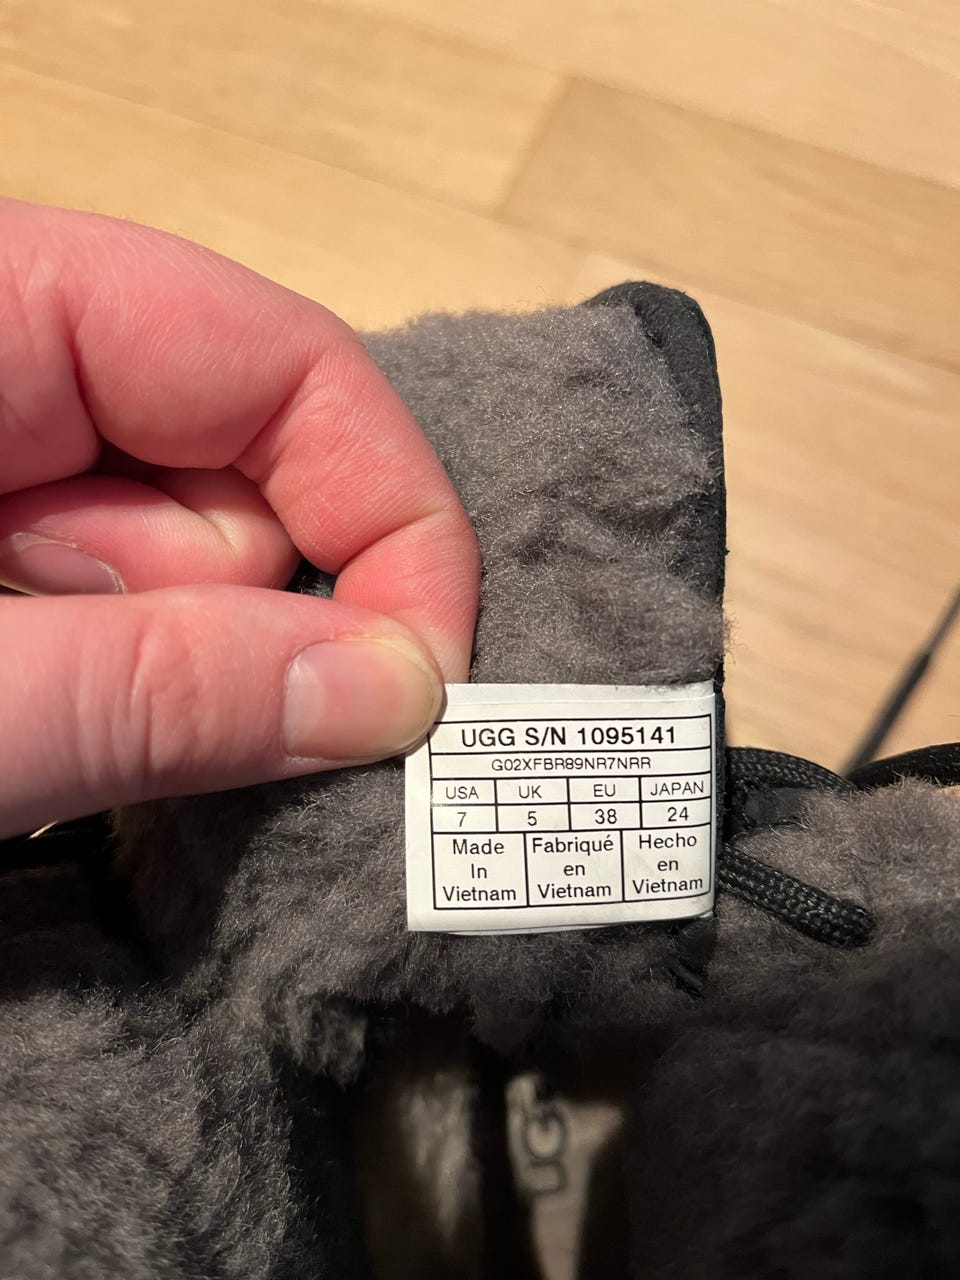 UGG S/N 1095141
G02XFBR89NR7NRR
USA UK EU JAPAN
7 5 38 24
Made In Vietnam
Fabriqué en Vietnam
Hecho en Vietnam
UGG